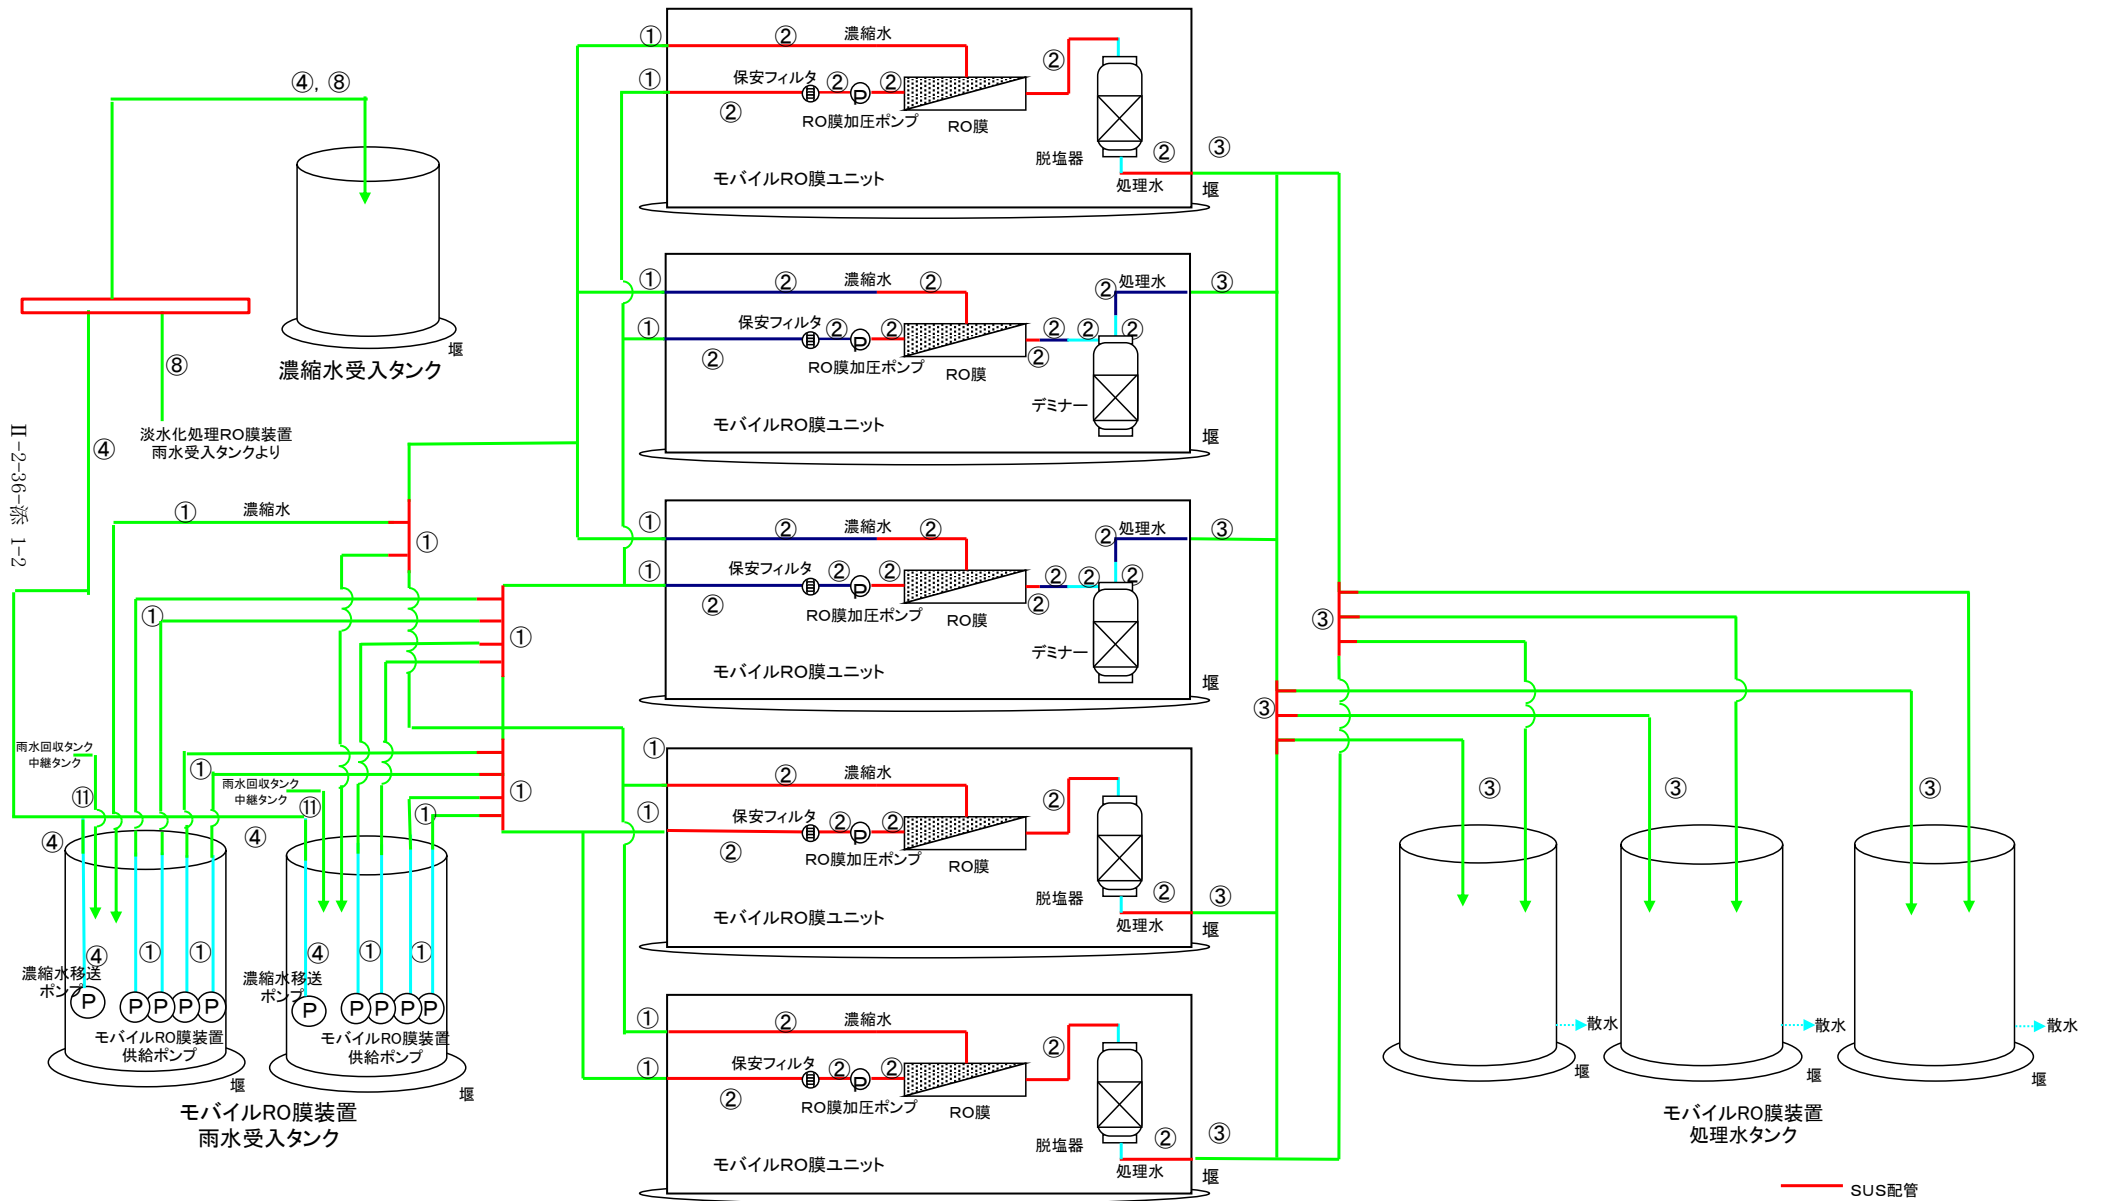 ④, ⑧
濃縮水受入タンク
堰
⑧
淡水化処理RO膜装置
雨水受入タンクより
④
Ⅱ-2-36-添 1-2
① 濃縮水
①
①
①
①
雨水回収タンク
中継タンク
⑪
①
雨水回収タンク
中継タンク
⑪
①
①
④
④
④ ① ①
濃縮水移送
ポンプ
P P P P P
モバイルRO膜装置
供給ポンプ
堰
④ ① ①
濃縮水移送
ポンプ
P P P P P
モバイルRO膜装置
供給ポンプ
堰
モバイルRO膜装置
雨水受入タンク
① ② 濃縮水 ②
① 保安フィルタ ② ②
② P
RO膜加圧ポンプ RO膜
脱塩器 ② ③
モバイルRO膜ユニット 処理水 堰
① ② 濃縮水 ② ② 処理水 ③
① 保安フィルタ ② ② ② ② ②
② P ②
RO膜加圧ポンプ RO膜
デミナー
モバイルRO膜ユニット 堰
① ② 濃縮水 ② ② 処理水 ③
① 保安フィルタ ② ② ② ② ②
② P ②
RO膜加圧ポンプ RO膜
デミナー
モバイルRO膜ユニット 堰
① ② 濃縮水 ②
① 保安フィルタ ② ②
② P
RO膜加圧ポンプ RO膜
脱塩器 ② ③
モバイルRO膜ユニット 処理水 堰
① ② 濃縮水 ②
① 保安フィルタ ② ②
② P
RO膜加圧ポンプ RO膜
脱塩器 ② ③
モバイルRO膜ユニット 処理水 堰
③
③
③ ③ ③
散水 散水 散水
堰 堰 堰
モバイルRO膜装置
処理水タンク
SUS配管